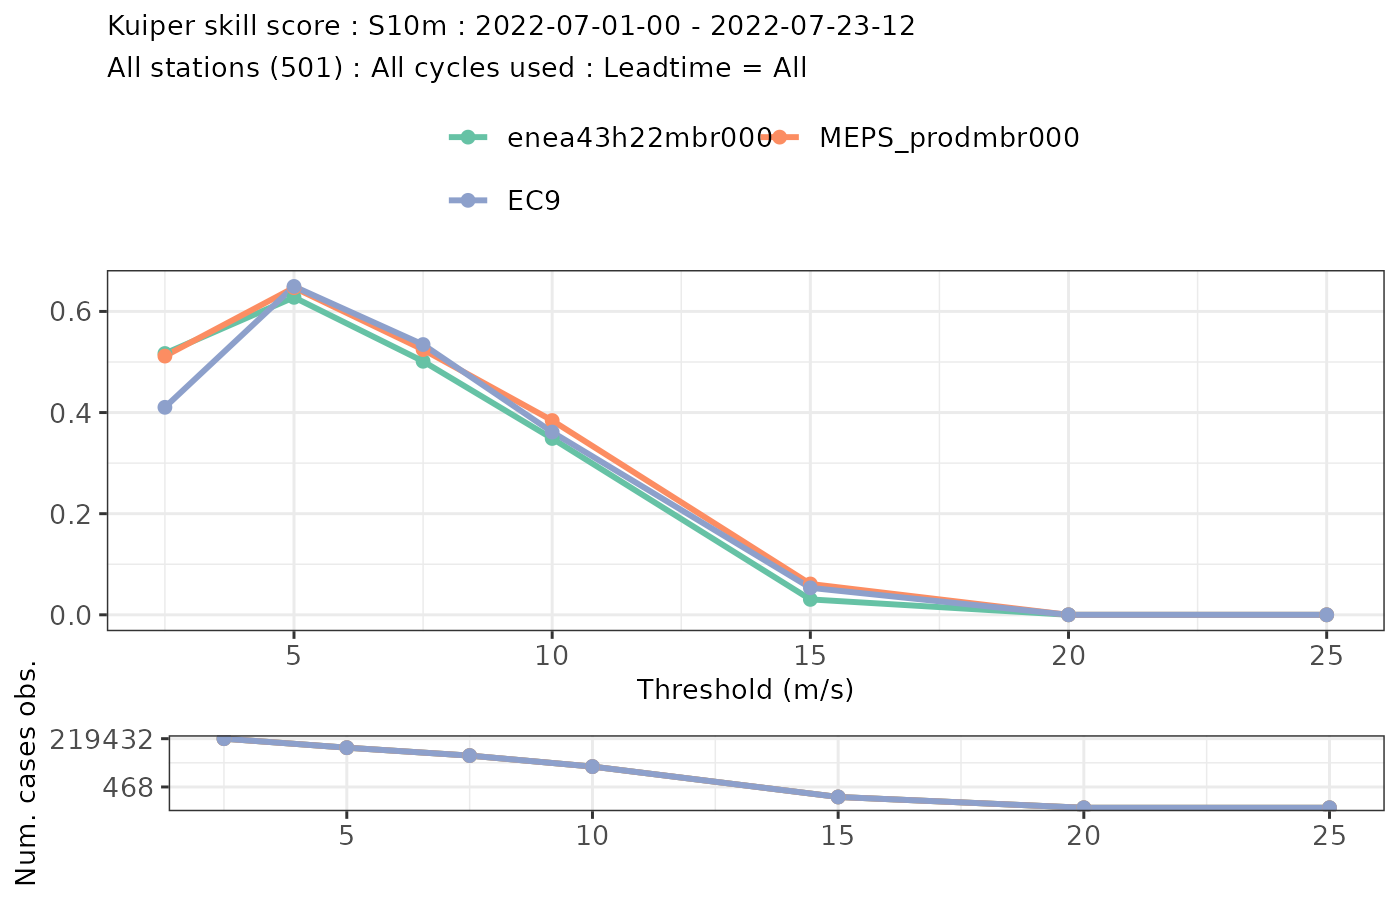 Kuiper skill score : S10m : 2022-07-01-00 - 2022-07-23-12
All stations (501) : All cycles used : Leadtime = All
enea43h22mbr000 MEPS_prodmbr000
EC9
0.6
0.4
0.2
0.0
5 10 15 20 25
Threshold (m/s)
Num. cases obs.
219432
468
5 10 15 20 25